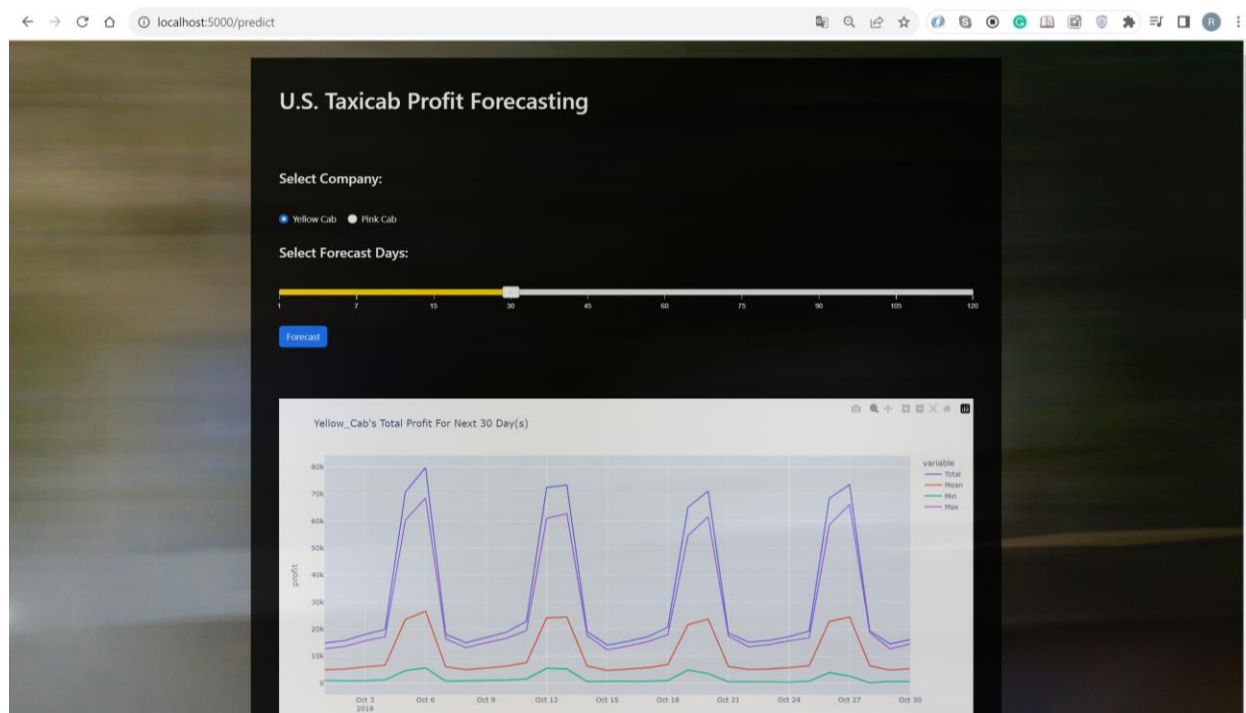 localhost:5000/predict
R
U.S. Taxicab Profit Forecasting
Select Company:
Yellow Cab Pink Cab
Select Forecast Days:
1 7 15 30 45 60 75 90 105 120
Forecast
Yellow_Cab's Total Profit For Next 30 Day(s)
variable
Total
Mean
Min
Max
80k
70k
60k
50k
40k
30k
20k
10k
0
profit
Oct 3 Oct 6 Oct 9 Oct 12 Oct 15 Oct 18 Oct 21 Oct 24 Oct 27 Oct 30
2018